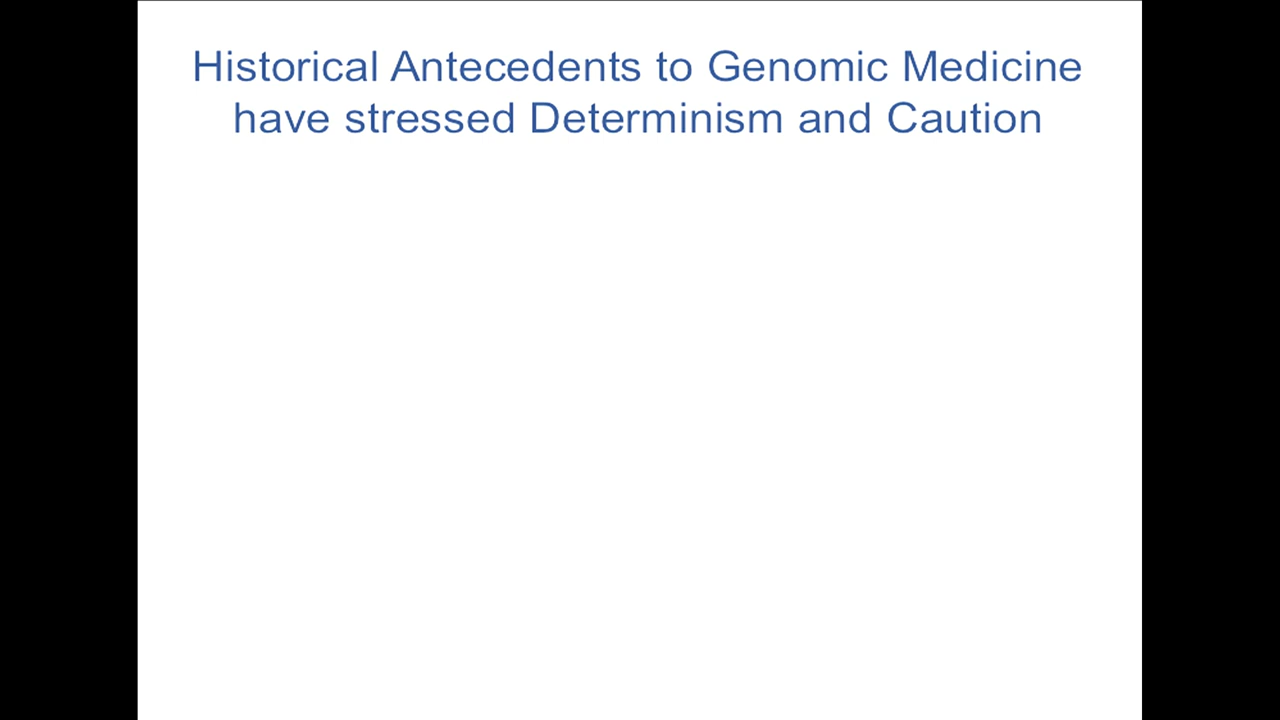 Historical Antecedents to Genomic Medicine
have stressed Determinism and Caution